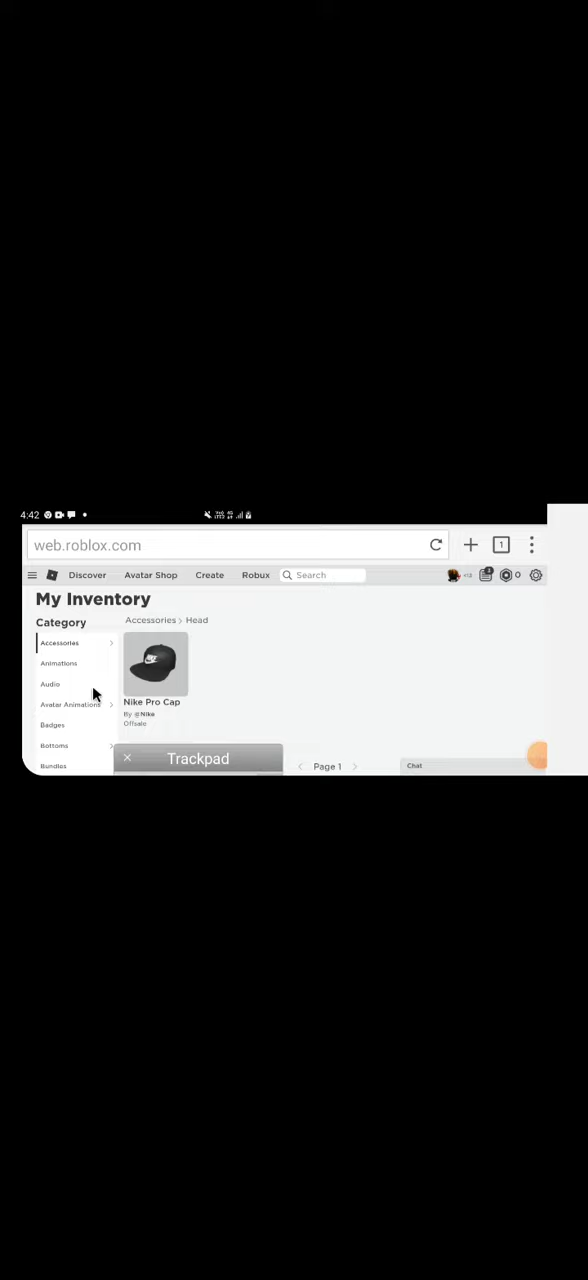 4:42
web.roblox.com
1
Discover Avatar Shop Create Robux Search 0
My Inventory
Category
Accessories > Head
Accessories
Animations
Audio
Avatar Animations
Badges
Bottoms
Bundles
Nike Pro Cap
By @Nike
Offsale
Trackpad
Page 1
Chat